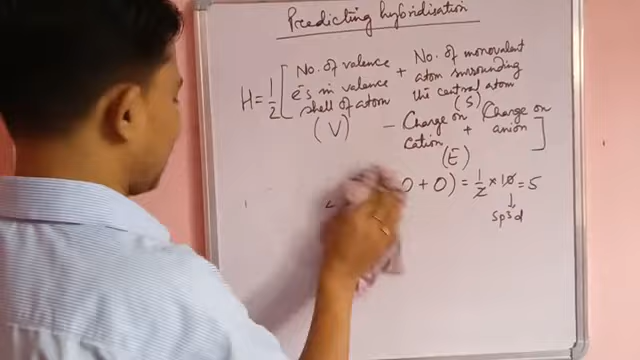 Predicting hybridisation
H = 1/2 [ No. of valence e⁻s in valence shell of atom + No. of monovalent atom surrounding the central atom
(V) (S)
− Charge on cation + Charge on anion ]
(E)
0 + 0) = 1/2 × 10 = 5
↓
sp³d